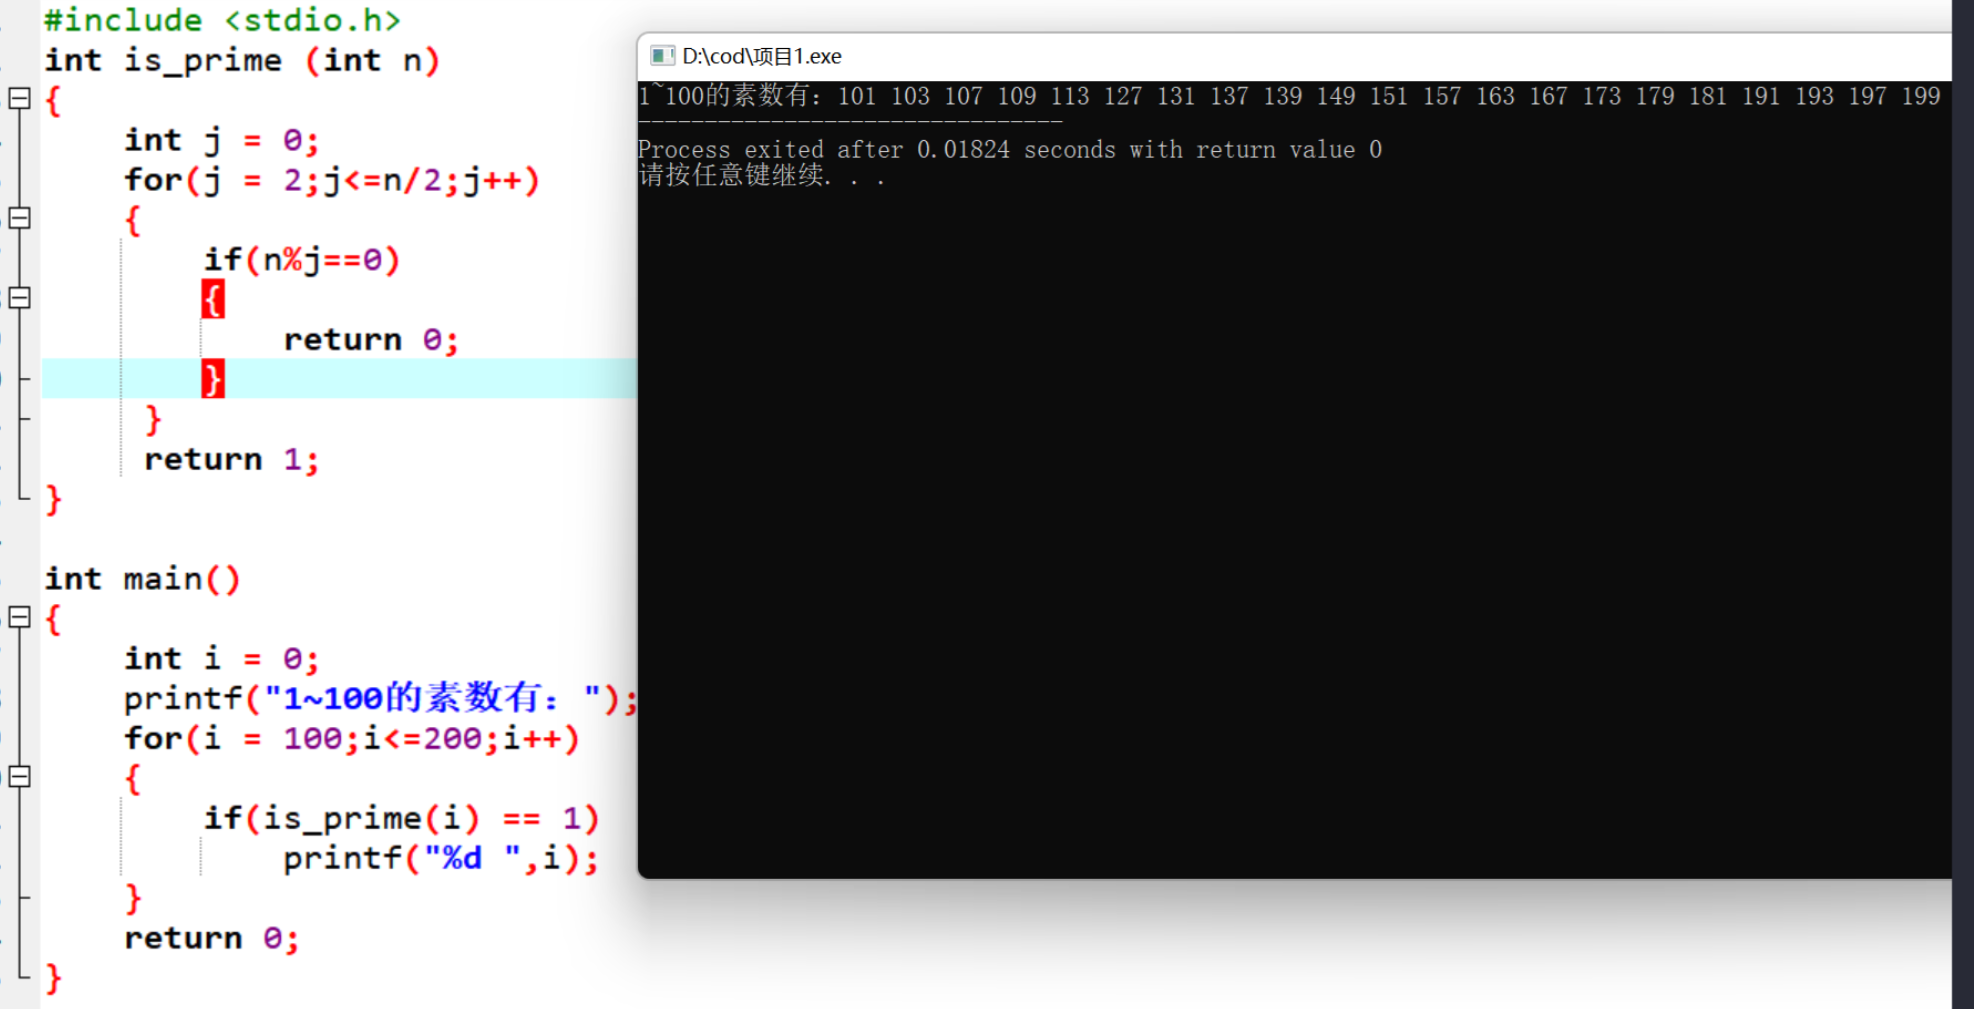 #include <stdio.h>
int is_prime (int n)
{
int j = 0;
for(j = 2;j<=n/2;j++)
{
if(n%j==0)
{
return 0;
}
}
return 1;
}
int main()
{
int i = 0;
printf("1~100的素数有：");
for(i = 100;i<=200;i++)
{
if(is_prime(i) == 1)
printf("%d ",i);
}
return 0;
}
D:\cod\项目1.exe
1~100的素数有：101 103 107 109 113 127 131 137 139 149 151 157 163 167 173 179 181 191 193 197 199
--------------------------------
Process exited after 0.01824 seconds with return value 0
请按任意键继续. . .